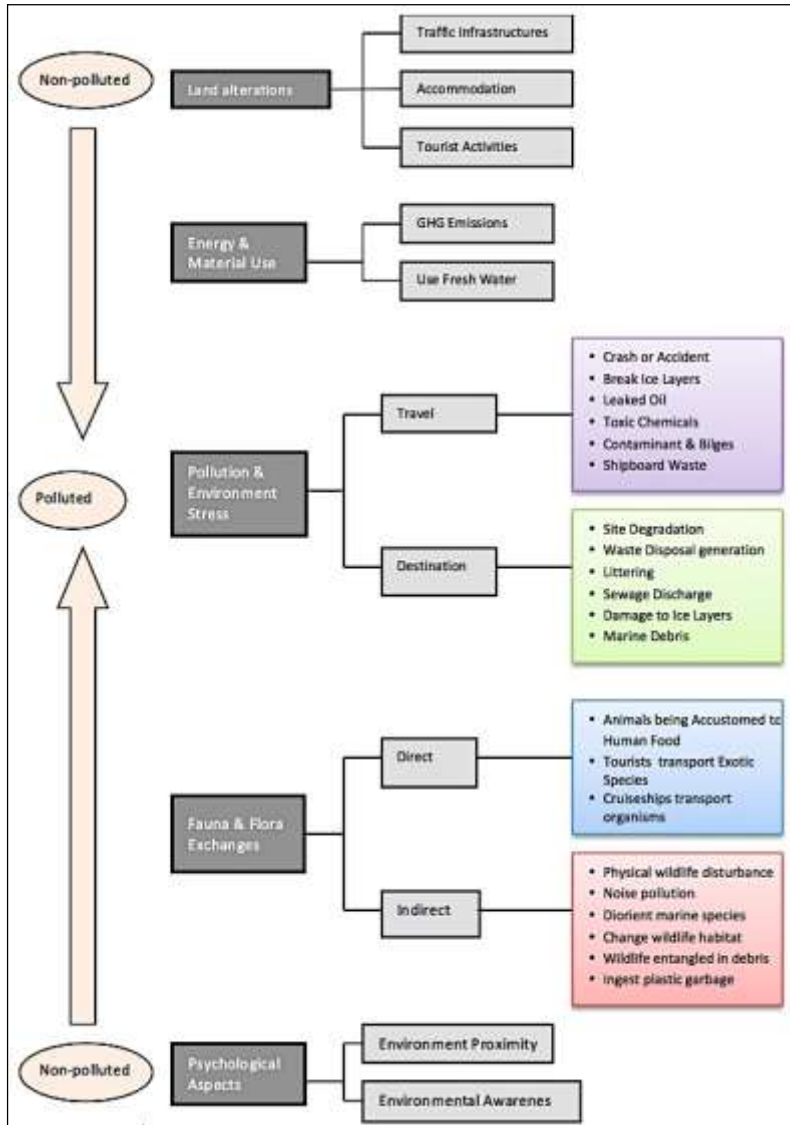 Non-polluted
Land alterations
Traffic Infrastructures
Accommodation
Tourist Activities
Energy &
Material Use
GHG Emissions
Use Fresh Water
Polluted
Pollution &
Environment
Stress
Travel
• Crash or Accident
• Break Ice Layers
• Leaked Oil
• Toxic Chemicals
• Contaminant & Bilges
• Shipboard Waste
Destination
• Site Degradation
• Waste Disposal generation
• Littering
• Sewage Discharge
• Damage to Ice Layers
• Marine Debris
Fauna & Flora
Exchanges
Direct
• Animals being Accustomed to
Human Food
• Tourists transport Exotic
Species
• Cruiseships transport
organisms
Indirect
• Physical wildlife disturbance
• Noise pollution
• Diorient marine species
• Change wildlife habitat
• Wildlife entangled in debris
• Ingest plastic garbage
Non-polluted
Psychological
Aspects
Environment Proximity
Environmental Awarenes